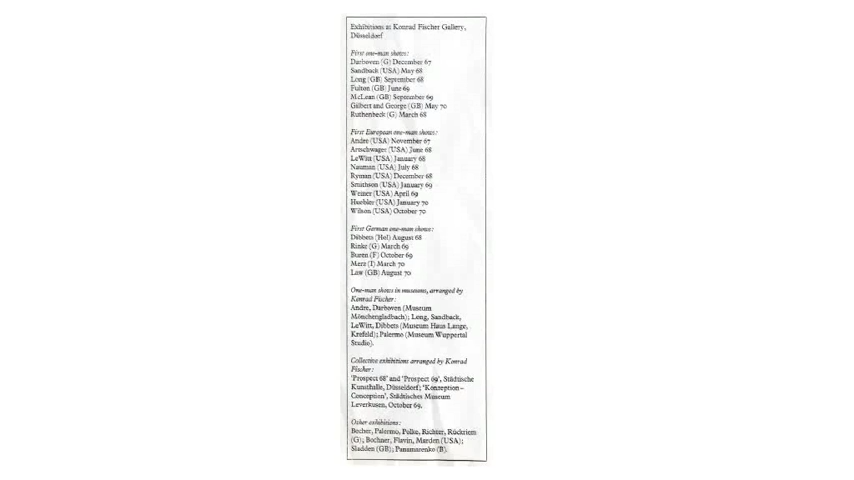 Exhibitions at Konrad Fischer Gallery,
Düsseldorf
First one-man shows:
Darboven (G) December 67
Sandback (USA) May 68
Long (GB) September 68
Fulton (GB) June 69
McLean (GB) September 69
Gilbert and George (GB) May 70
Ruthenbeck (G) March 68
First European one-man shows:
Andre (USA) November 67
Artschwager (USA) June 68
LeWitt (USA) January 68
Nauman (USA) July 68
Ryman (USA) December 68
Smithson (USA) January 69
Weiner (USA) April 69
Huebler (USA) January 70
Wilson (USA) October 70
First German one-man shows:
Dibbets (Hol) August 68
Rinke (G) March 69
Buren (F) October 69
Merz (I) March 70
Law (GB) August 70
One-man shows in museums, arranged by
Konrad Fischer:
Andre, Darboven (Museum
Mönchengladbach); Long, Sandback,
LeWitt, Dibbets (Museum Haus Lange,
Krefeld); Palermo (Museum Wuppertal
Studio).
Collective exhibitions arranged by Konrad
Fischer:
'Prospect 68' and 'Prospect 69', Städtische
Kunsthalle, Düsseldorf; 'Konzeption –
Conception', Städtisches Museum
Leverkusen, October 69.
Other exhibitions:
Becher, Palermo, Polke, Richter, Rückriem
(G); Bochner, Flavin, Marden (USA);
Sladden (GB); Panamarenko (B).